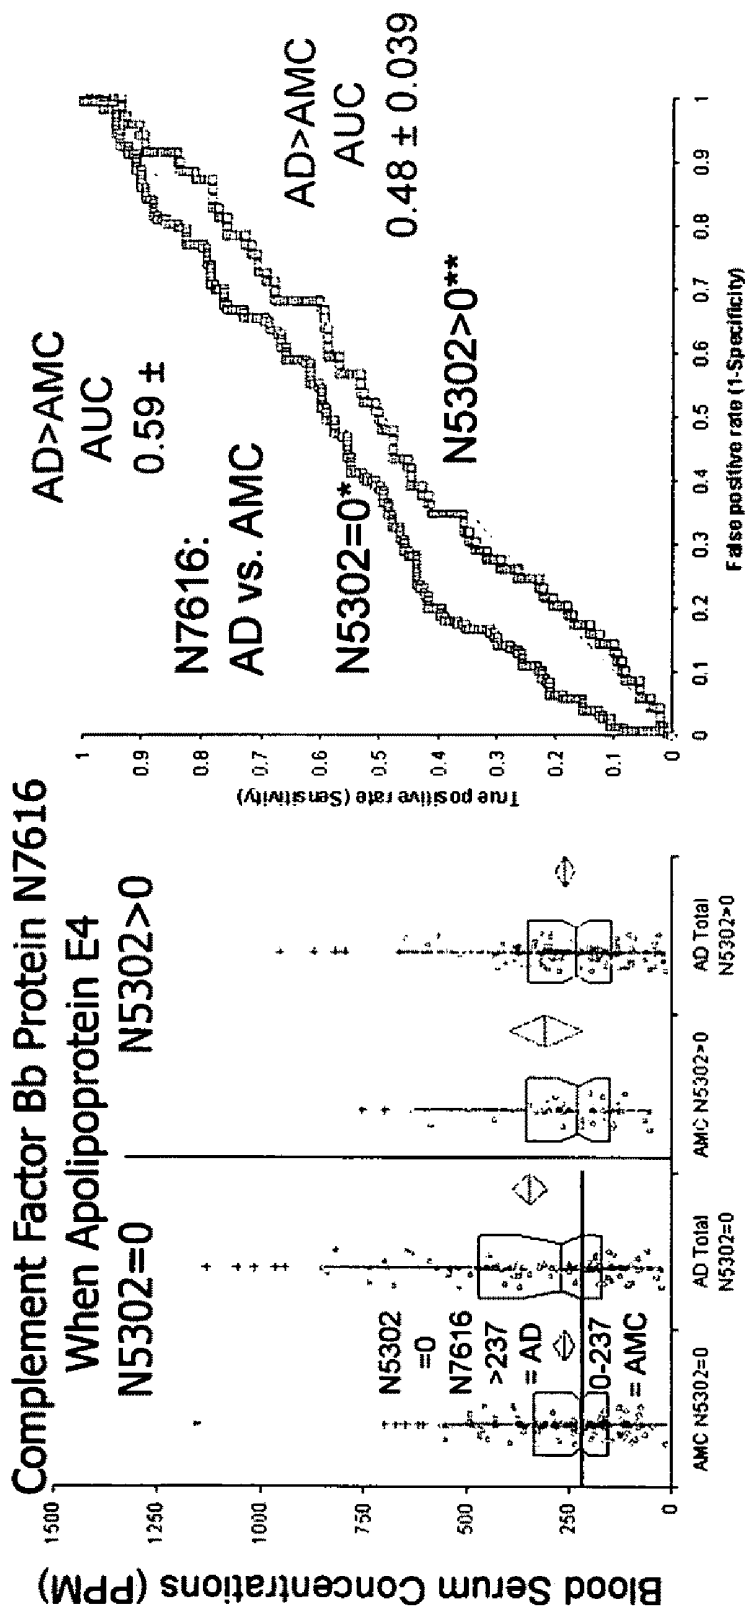 Complement Factor Bb Protein N7616
When Apolipoprotein E4
N5302=0
N5302>0
Blood Serum Concentrations (PPM)
1500
1250
1000
750
500
250
0
N5302
=0
N7616
>237
= AD
0-237
= AMC
AMC N5302=0
AD Total
N5302=0
AMC N5302>0
AD Total
N5302>0
AD>AMC
AUC
0.59 ±
N7616:
AD vs. AMC
N5302=0*
AD>AMC
AUC
0.48 ± 0.039
N5302>0**
True positive rate (Sensitivity)
1
0.9
0.8
0.7
0.6
0.5
0.4
0.3
0.2
0.1
0
0
0.1
0.2
0.3
0.4
0.5
0.6
0.7
0.8
0.9
1
False positive rate (1-Specificity)